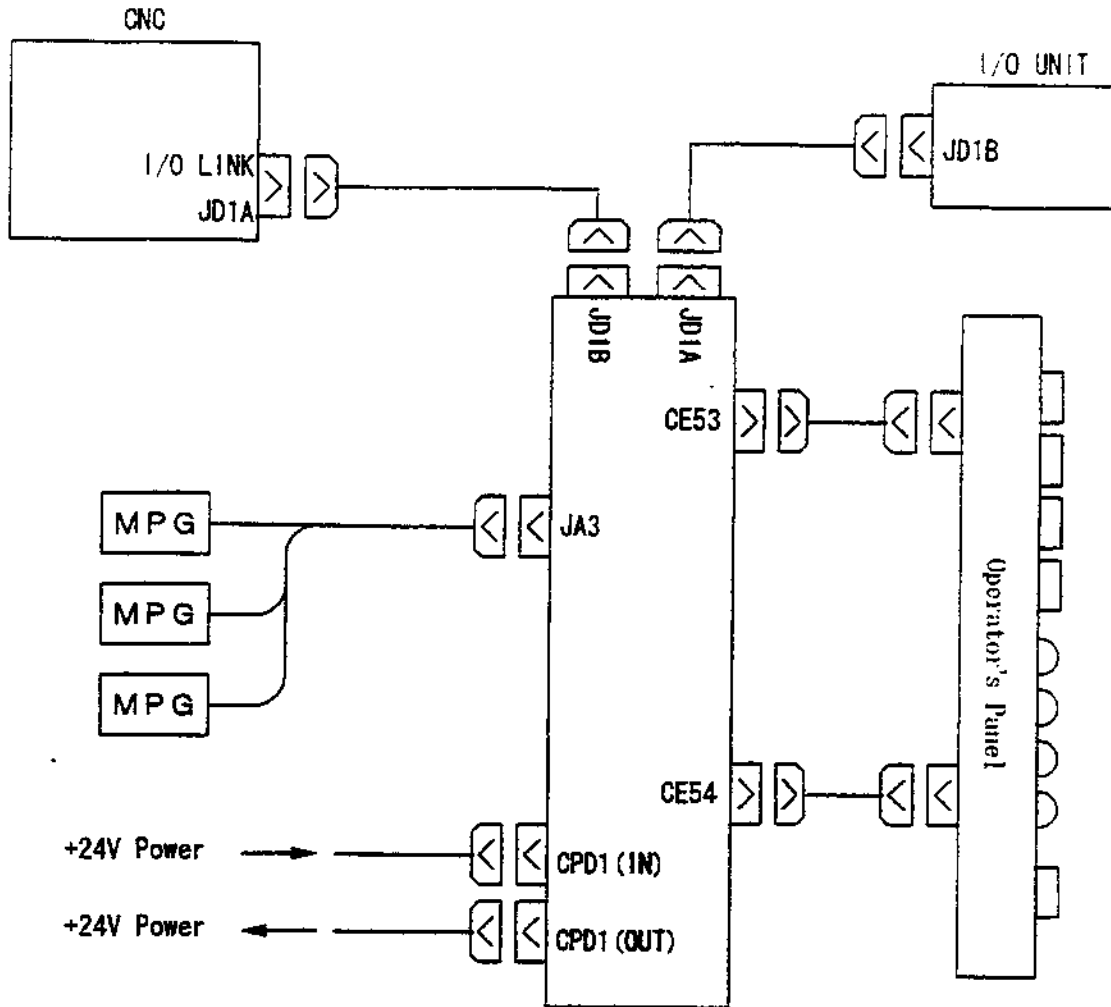 CNC
I/O UNIT
I/O LINK
JD1A
JD1B
JD1B
JD1A
CE53
MPG
JA3
MPG
MPG
Operator's Panel
CE54
+24V Power
CPD1(IN)
+24V Power
CPD1(OUT)